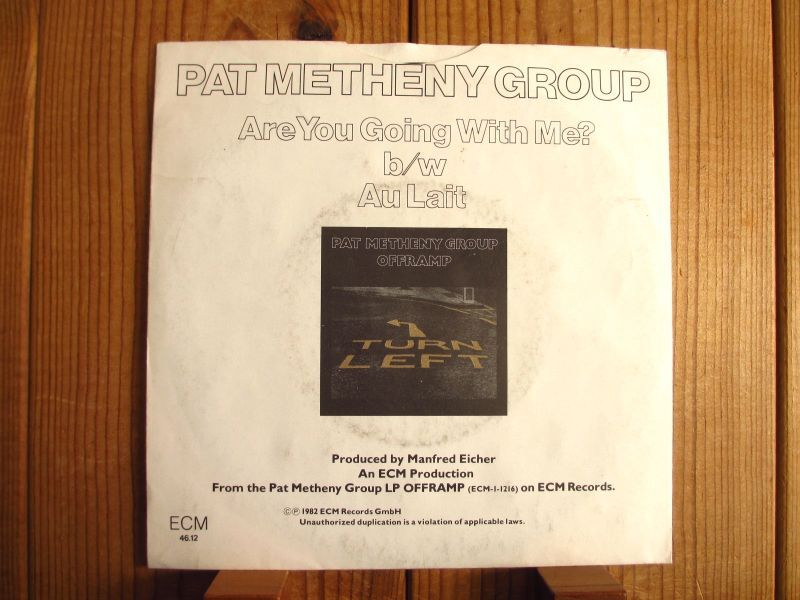 PAT METHENY GROUP
Are You Going With Me?
b/w
Au Lait
PAT METHENY GROUP
OFFRAMP
TURN
LEFT
Produced by Manfred Eicher
An ECM Production
From the Pat Metheny Group LP OFFRAMP (ECM-1-1216) on ECM Records.
©℗ 1982 ECM Records GmbH
Unauthorized duplication is a violation of applicable laws.
ECM
46.12